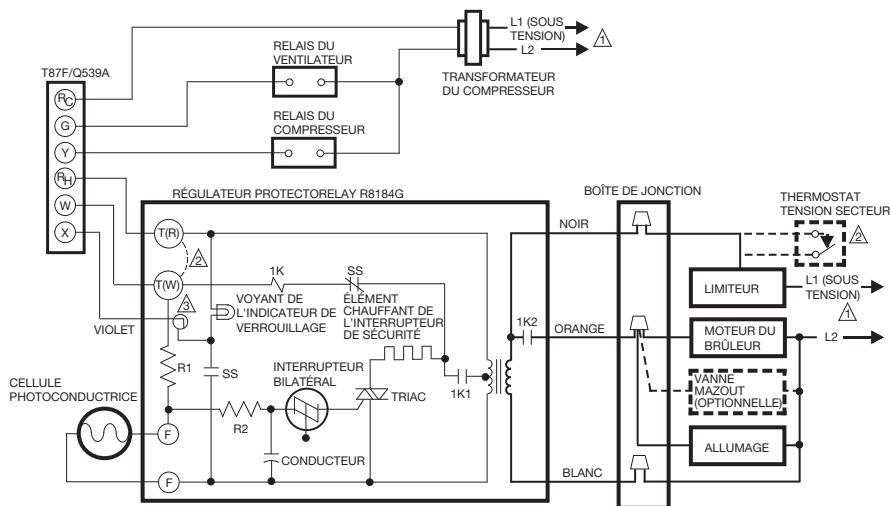 L1 (SOUS
TENSION)
L2
1
RELAIS DU
VENTILATEUR
TRANSFORMATEUR
DU COMPRESSEUR
T87F/Q539A
RC
G
Y
RH
W
X
RELAIS DU
COMPRESSEUR
RÉGULATEUR PROTECTORELAY R8184G
BOÎTE DE JONCTION
THERMOSTAT
TENSION SECTEUR
2
NOIR
T(R)
2
T(W)
1K
SS
LIMITEUR
L1 (SOUS
TENSION)
1
3
VIOLET
VOYANT DE
L'INDICATEUR DE
VERROUILLAGE
ÉLÉMENT
CHAUFFANT DE
L'INTERRUPTEUR
DE SÉCURITÉ
1K2
ORANGE
MOTEUR DU
BRÛLEUR
L2
R1
SS
INTERRUPTEUR
BILATÉRAL
TRIAC
1K1
VANNE
MAZOUT
(OPTIONNELLE)
CELLULE
PHOTOCONDUCTRICE
F
R2
CONDUCTEUR
ALLUMAGE
F
BLANC